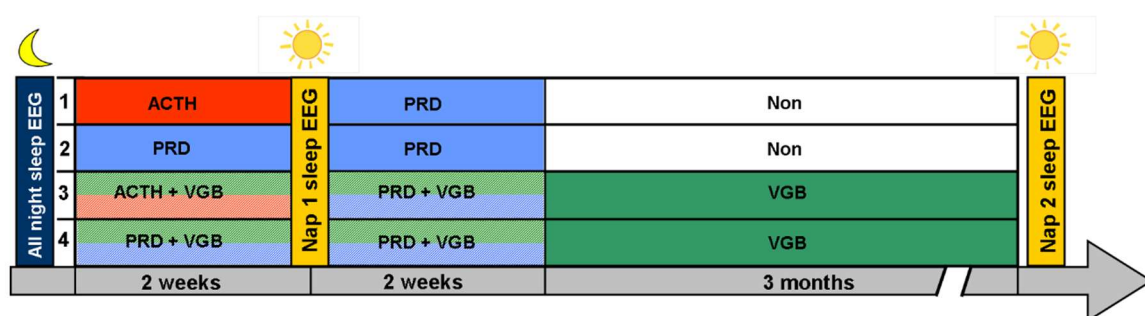 All night sleep EEG
1
ACTH
Nap 1 sleep EEG
PRD
Non
Nap 2 sleep EEG
2
PRD
PRD
Non
3
ACTH + VGB
PRD + VGB
VGB
4
PRD + VGB
PRD + VGB
VGB
2 weeks
2 weeks
3 months